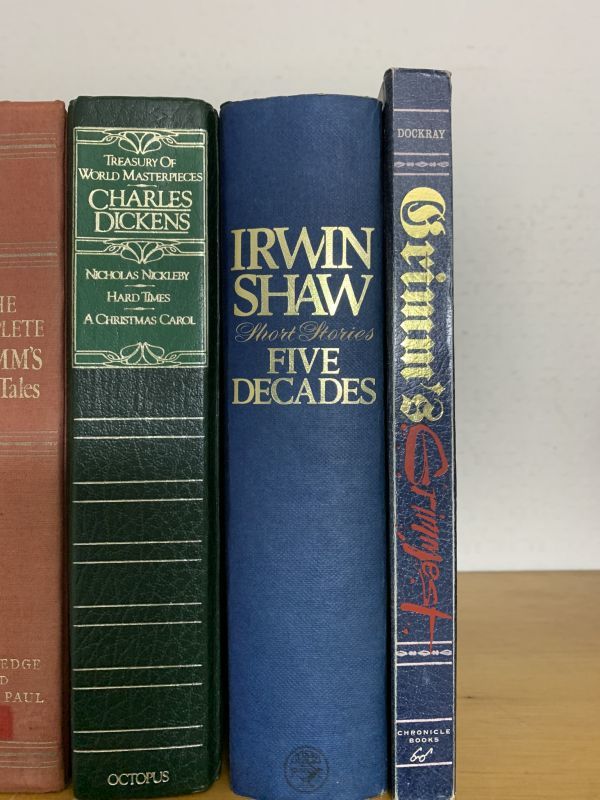 HE
PLETE
MM'S
Tales
EDGE
D
PAUL
TREASURY OF
WORLD MASTERPIECES
CHARLES
DICKENS
NICHOLAS NICKLEBY
HARD TIMES
A CHRISTMAS CAROL
OCTOPUS
IRWIN
SHAW
Short Stories
FIVE
DECADES
DOCKRAY
Grimm's
Grimmest
CHRONICLE
BOOKS